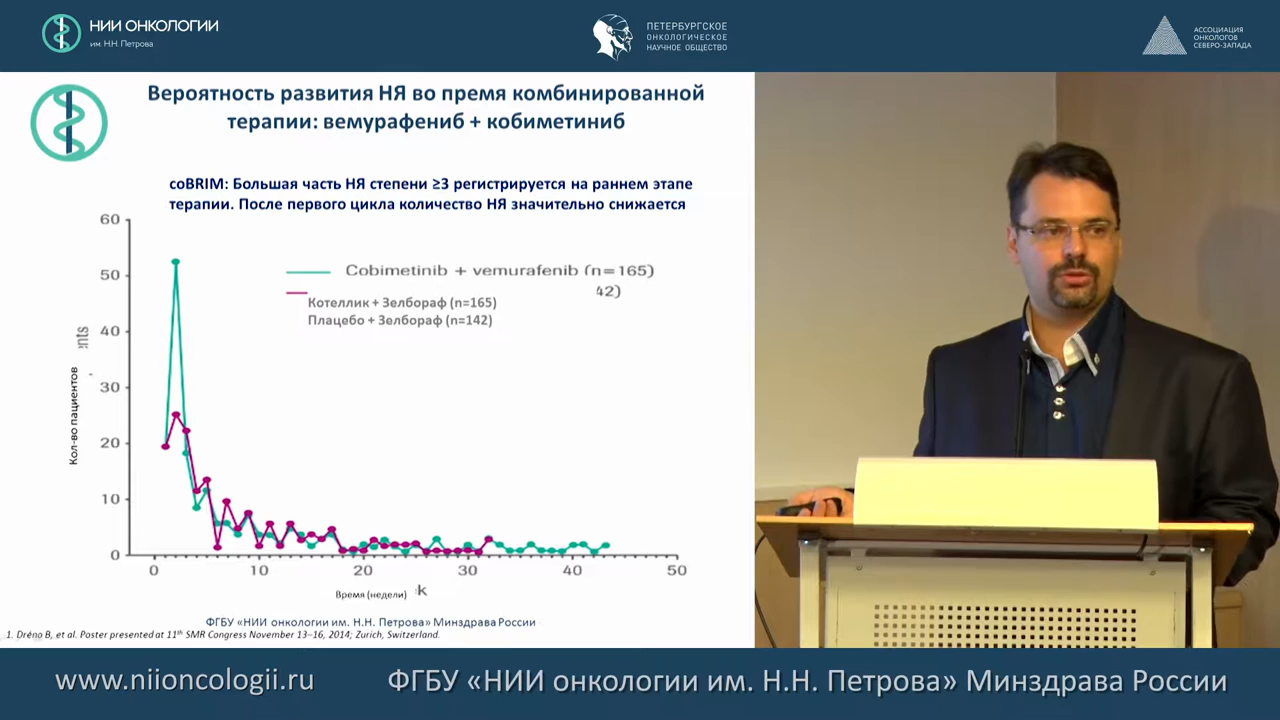 НИИ ОНКОЛОГИИ
им. Н.Н. Петрова
ПЕТЕРБУРГСКОЕ
ОНКОЛОГИЧЕСКОЕ
НАУЧНОЕ ОБЩЕСТВО
АССОЦИАЦИЯ
ОНКОЛОГОВ
СЕВЕРО-ЗАПАДА
Вероятность развития НЯ во премя комбинированной
терапии: вемурафениб + кобиметиниб
coBRIM: Большая часть НЯ степени ≥3 регистрируется на раннем этапе
терапии. После первого цикла количество НЯ значительно снижается
60
50
40
30
20
10
0
Кол-во пациентов
nts
Cobimetinib + vemurafenib (n=165)
42)
Котеллик + Зелбораф (n=165)
Плацебо + Зелбораф (n=142)
0 10 20 30 40 50
Время (недели) k
ФГБУ «НИИ онкологии им. Н.Н. Петрова» Минздрава России
1. Dréno B, et al. Poster presented at 11th SMR Congress November 13–16, 2014; Zurich, Switzerland.
www.niioncologii.ru ФГБУ «НИИ онкологии им. Н.Н. Петрова» Минздрава России